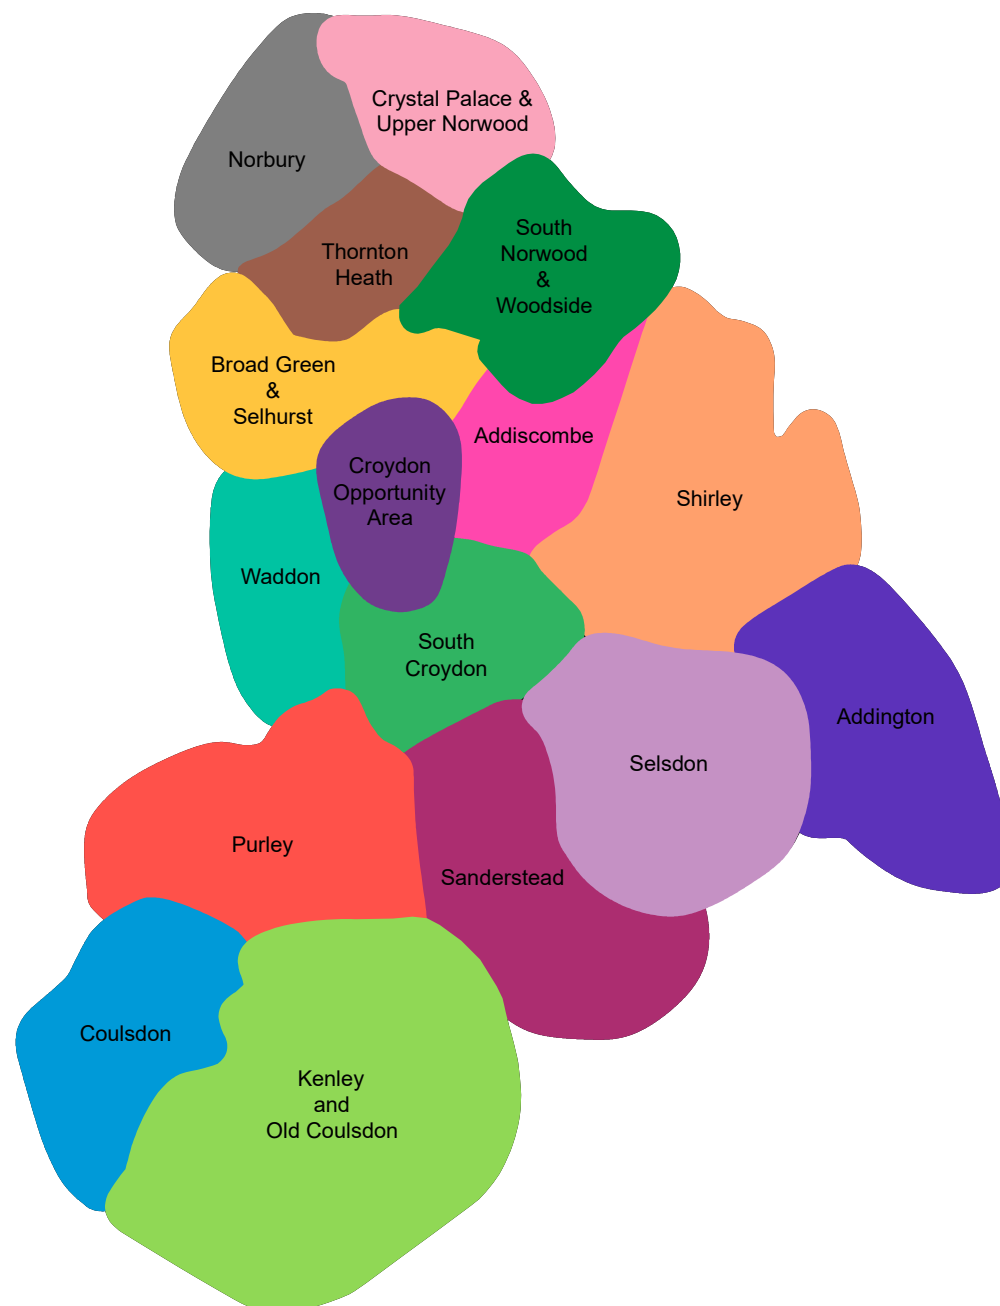 Crystal Palace &
Upper Norwood
Norbury
South
Norwood
&
Woodside
Thornton
Heath
Broad Green
&
Selhurst
Addiscombe
Croydon
Opportunity
Area
Shirley
Waddon
South
Croydon
Addington
Selsdon
Purley
Sanderstead
Coulsdon
Kenley
and
Old Coulsdon